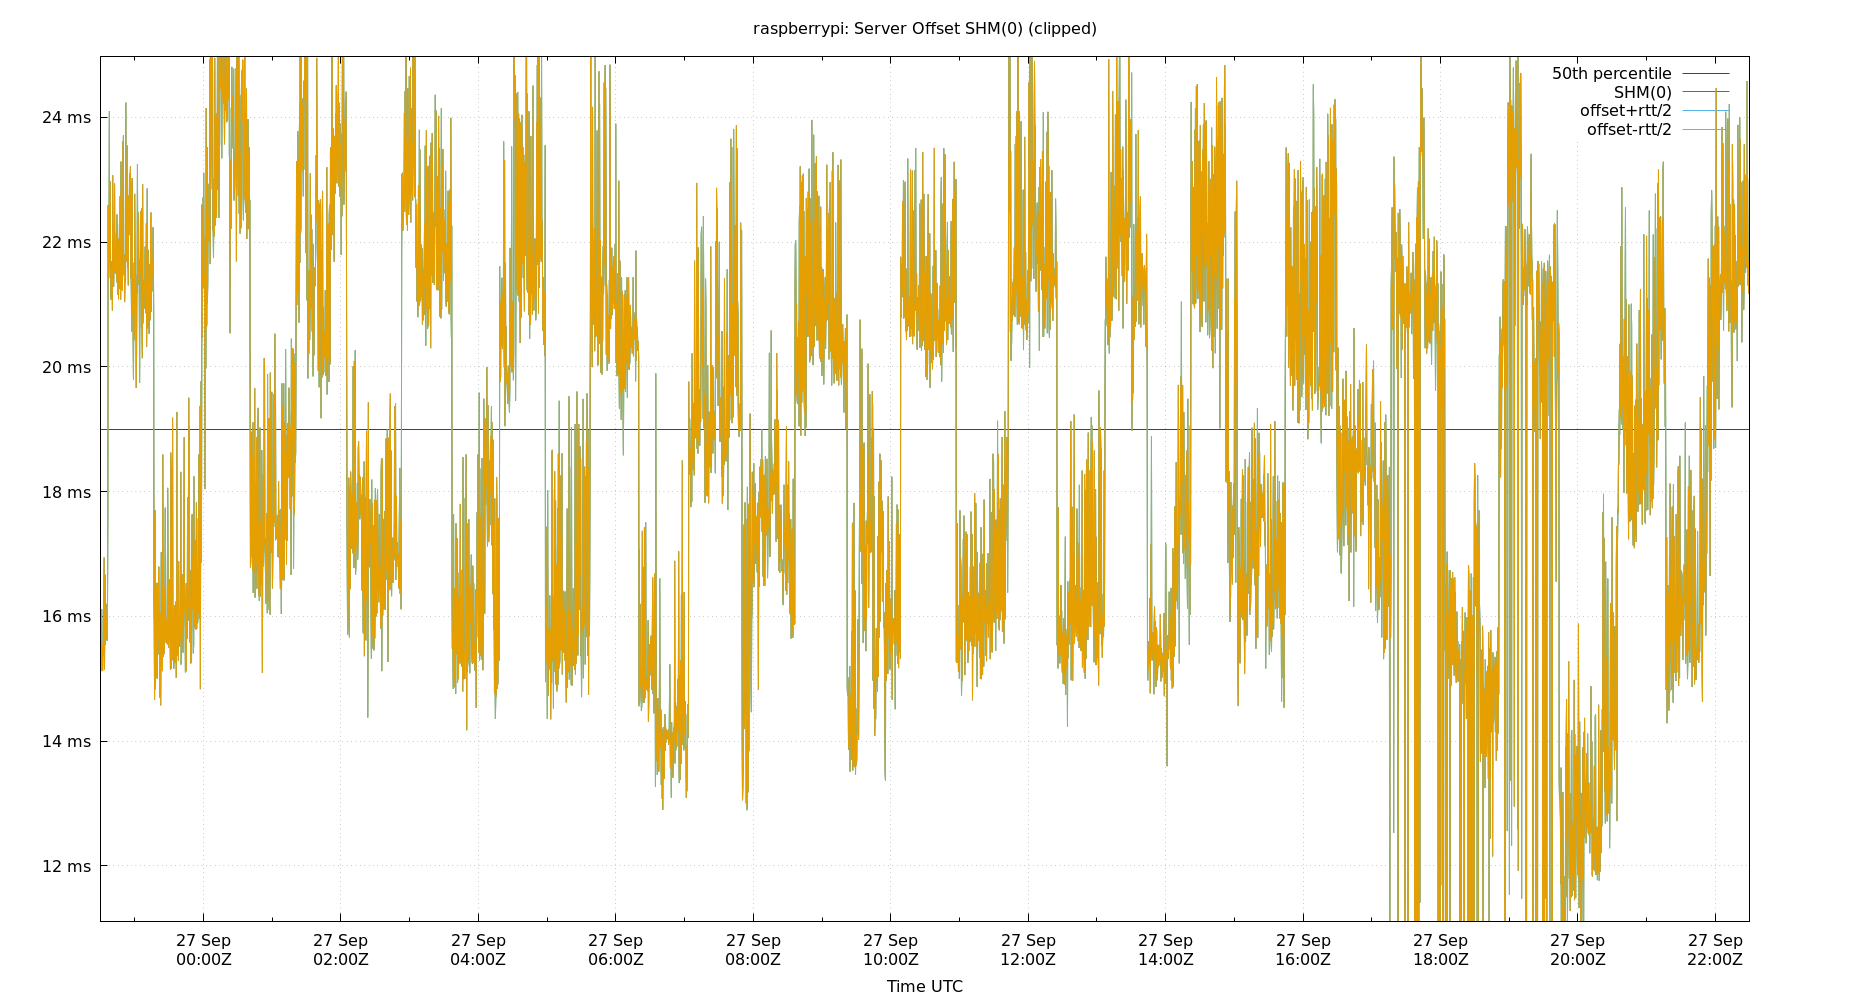 raspberrypi: Server Offset SHM(0) (clipped)
50th percentile
SHM(0)
offset+rtt/2
offset-rtt/2
24 ms
22 ms
20 ms
18 ms
16 ms
14 ms
12 ms
27 Sep 27 Sep 27 Sep 27 Sep 27 Sep 27 Sep 27 Sep 27 Sep 27 Sep 27 Sep 27 Sep 27 Sep
00:00Z 02:00Z 04:00Z 06:00Z 08:00Z 10:00Z 12:00Z 14:00Z 16:00Z 18:00Z 20:00Z 22:00Z
Time UTC